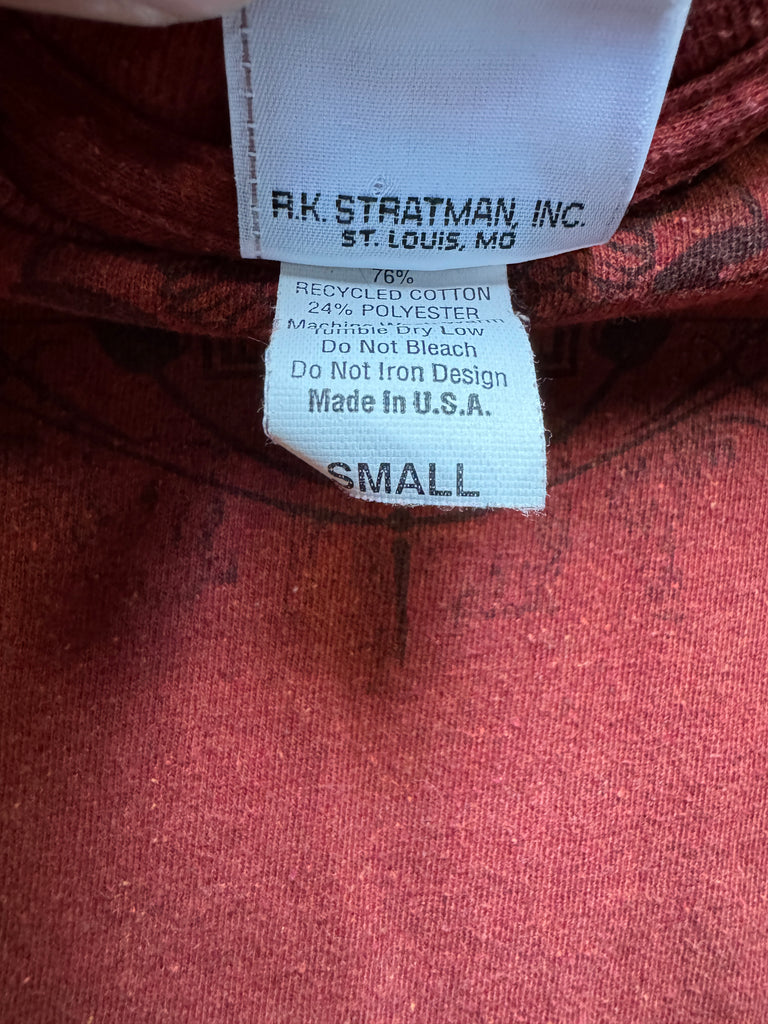 R.K. STRATMAN, INC.
ST. LOUIS, MO
76%
RECYCLED COTTON
24% POLYESTER
Machine
Tumble Dry Low
Do Not Bleach
Do Not Iron Design
Made In U.S.A.
SMALL